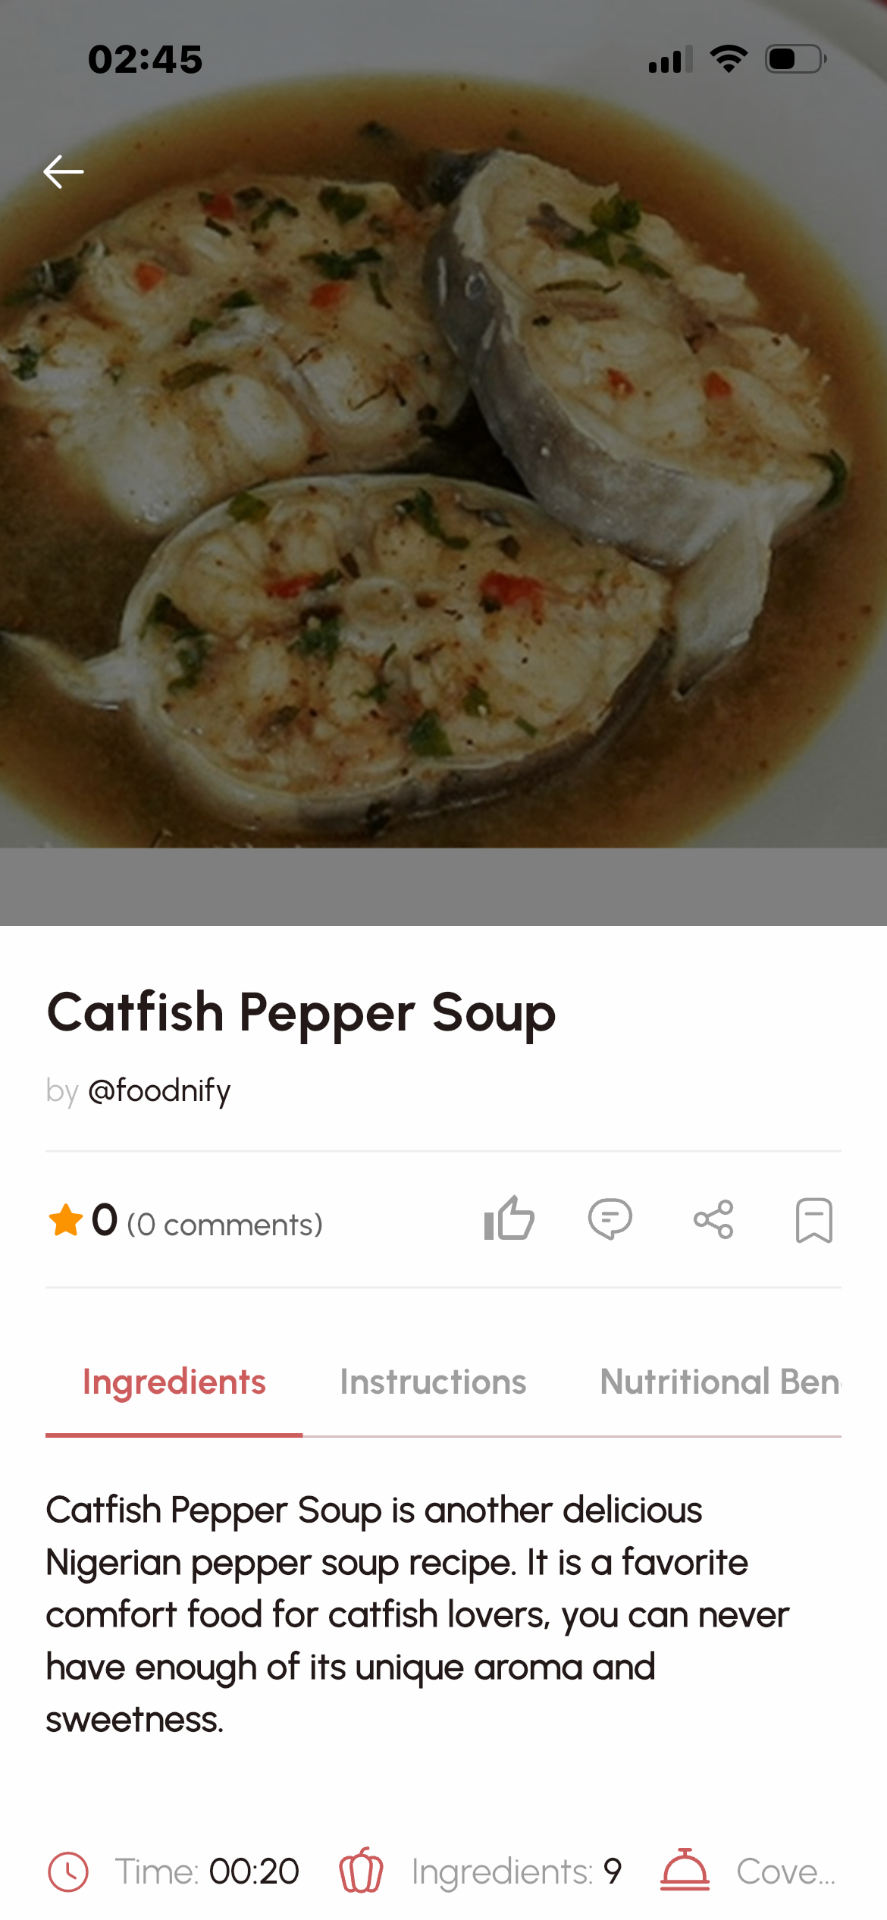 02:45
Catfish Pepper Soup
by @foodnify
0 (0 comments)
Ingredients Instructions Nutritional Ben
Catfish Pepper Soup is another delicious
Nigerian pepper soup recipe. It is a favorite
comfort food for catfish lovers, you can never
have enough of its unique aroma and
sweetness.
Time: 00:20 Ingredients: 9 Cove...